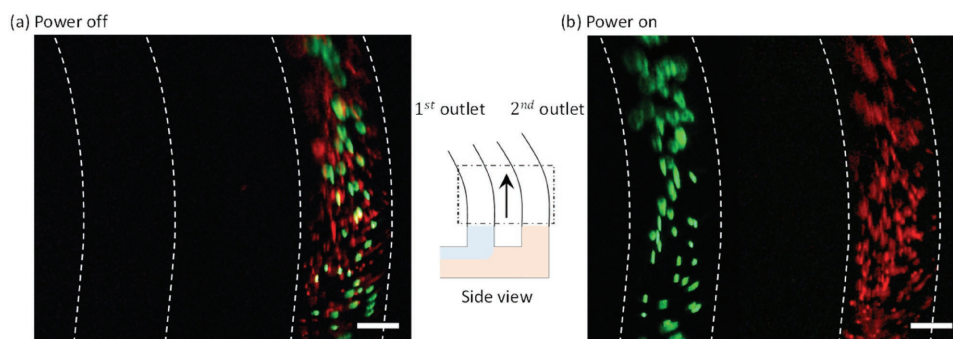 (a) Power off
(b) Power on
1st outlet
2nd outlet
Side view